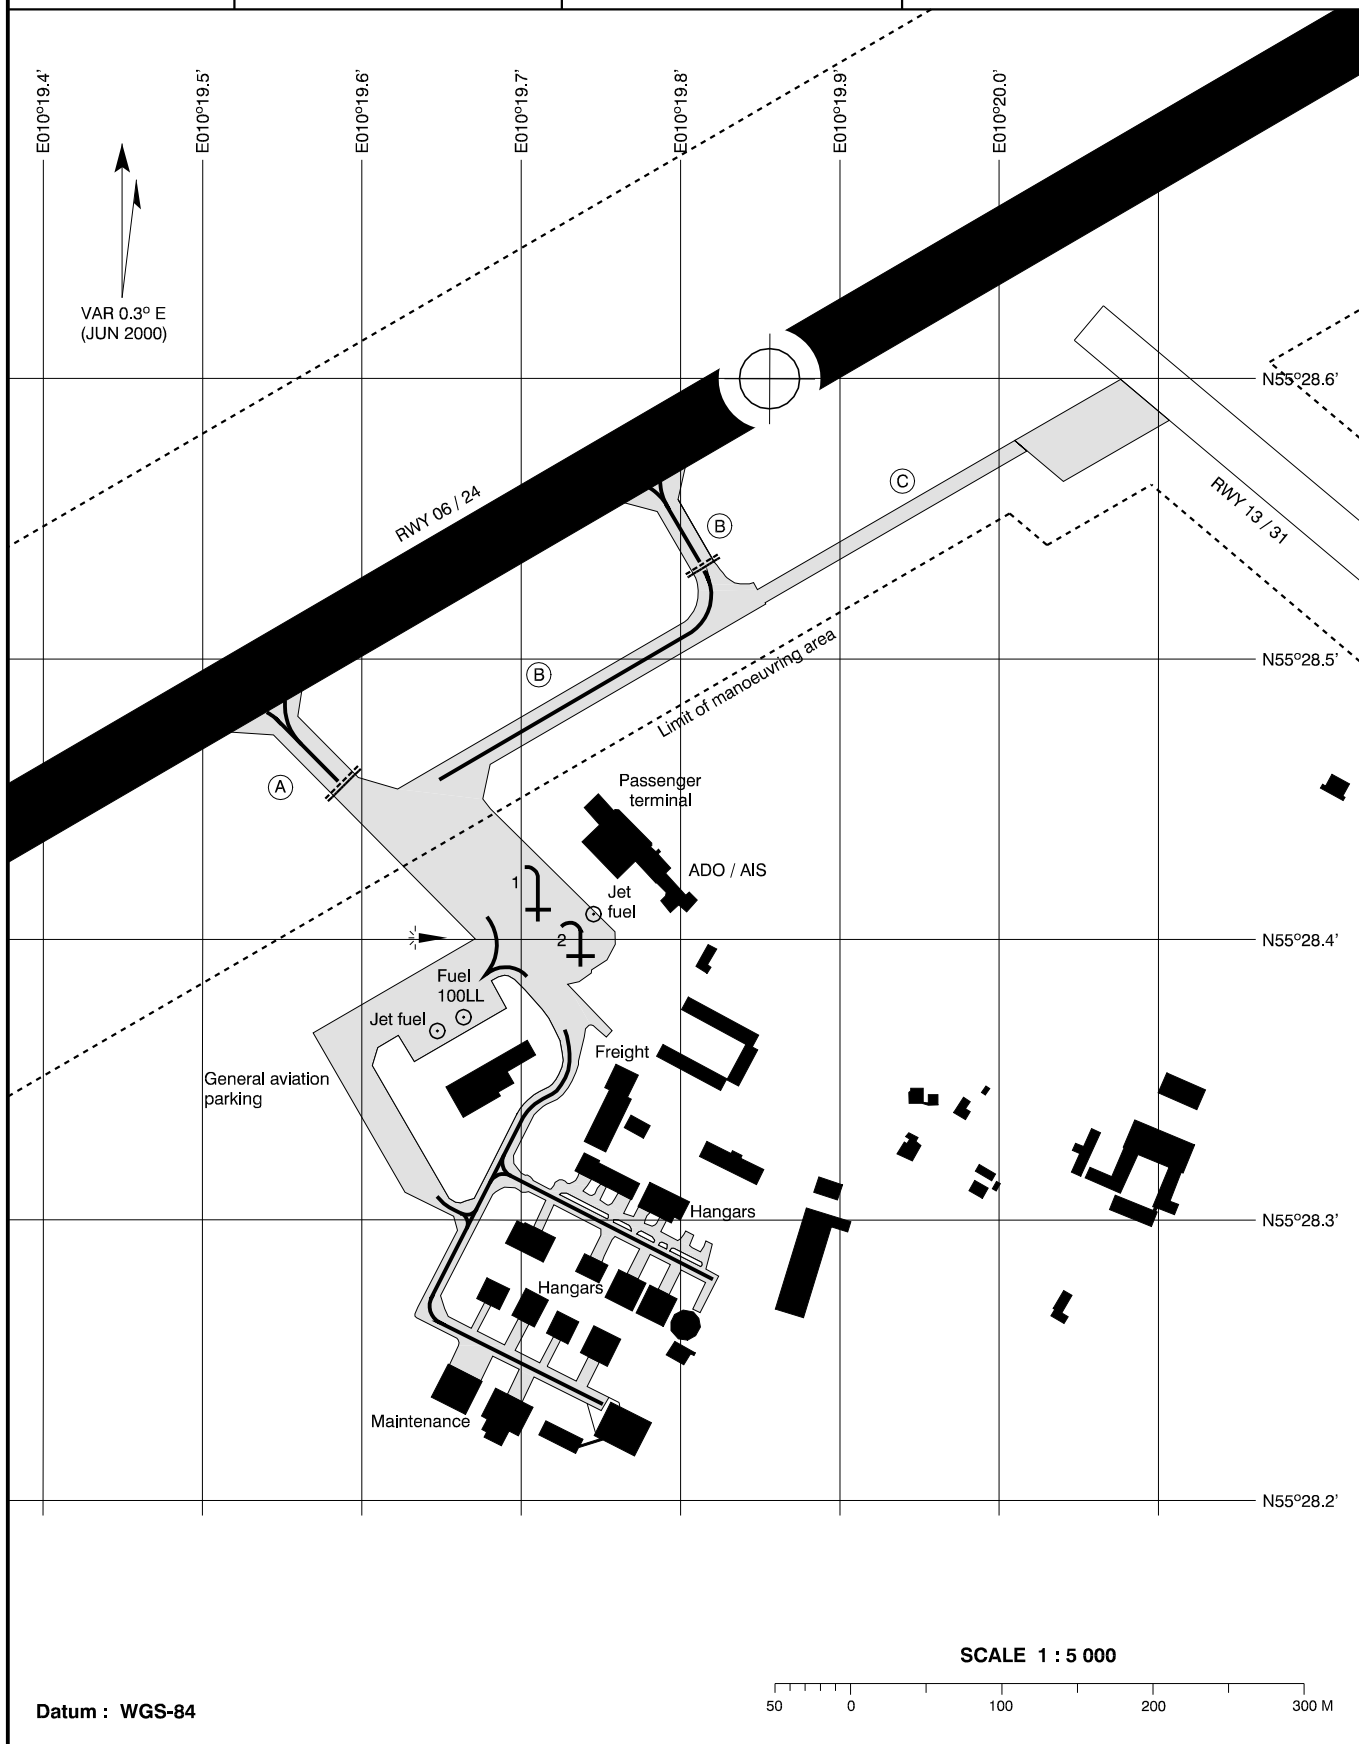 E010°19.4'
E010°19.5'
E010°19.6'
E010°19.7'
E010°19.8'
E010°19.9'
E010°20.0'
VAR 0.3° E
(JUN 2000)
N55°28.6'
RWY 06 / 24
C
B
RWY 13 / 31
N55°28.5'
B
Limit of manoeuvring area
A
Passenger
terminal
ADO / AIS
1
Jet
fuel
2
N55°28.4'
Fuel
100LL
Jet fuel
Freight
General aviation
parking
Hangars
N55°28.3'
Hangars
Maintenance
N55°28.2'
SCALE 1 : 5 000
50 0 100 200 300 M
Datum : WGS-84